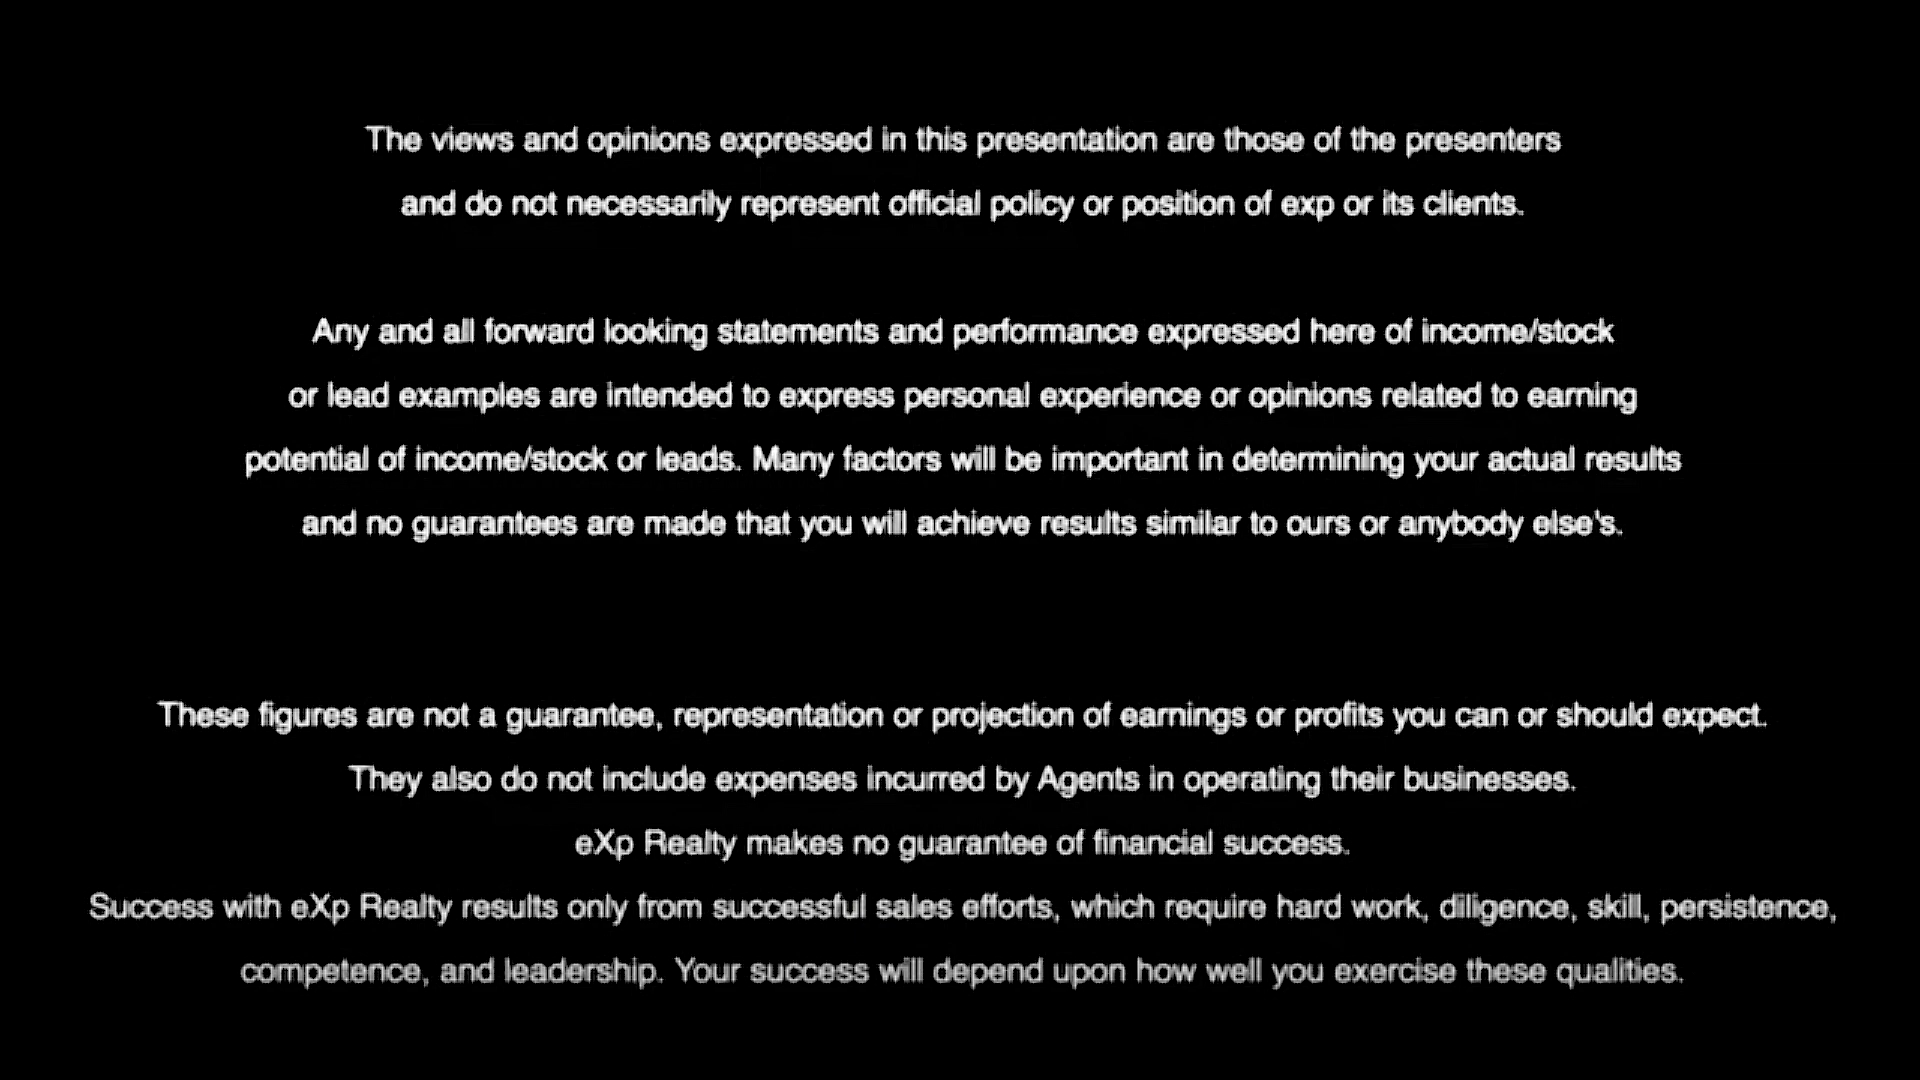 The views and opinions expressed in this presentation are those of the presenters
and do not necessarily represent official policy or position of exp or its clients.
Any and all forward looking statements and performance expressed here of income/stock
or lead examples are intended to express personal experience or opinions related to earning
potential of income/stock or leads. Many factors will be important in determining your actual results
and no guarantees are made that you will achieve results similar to ours or anybody else's.
These figures are not a guarantee, representation or projection of earnings or profits you can or should expect.
They also do not include expenses incurred by Agents in operating their businesses.
eXp Realty makes no guarantee of financial success.
Success with eXp Realty results only from successful sales efforts, which require hard work, diligence, skill, persistence,
competence, and leadership. Your success will depend upon how well you exercise these qualities.